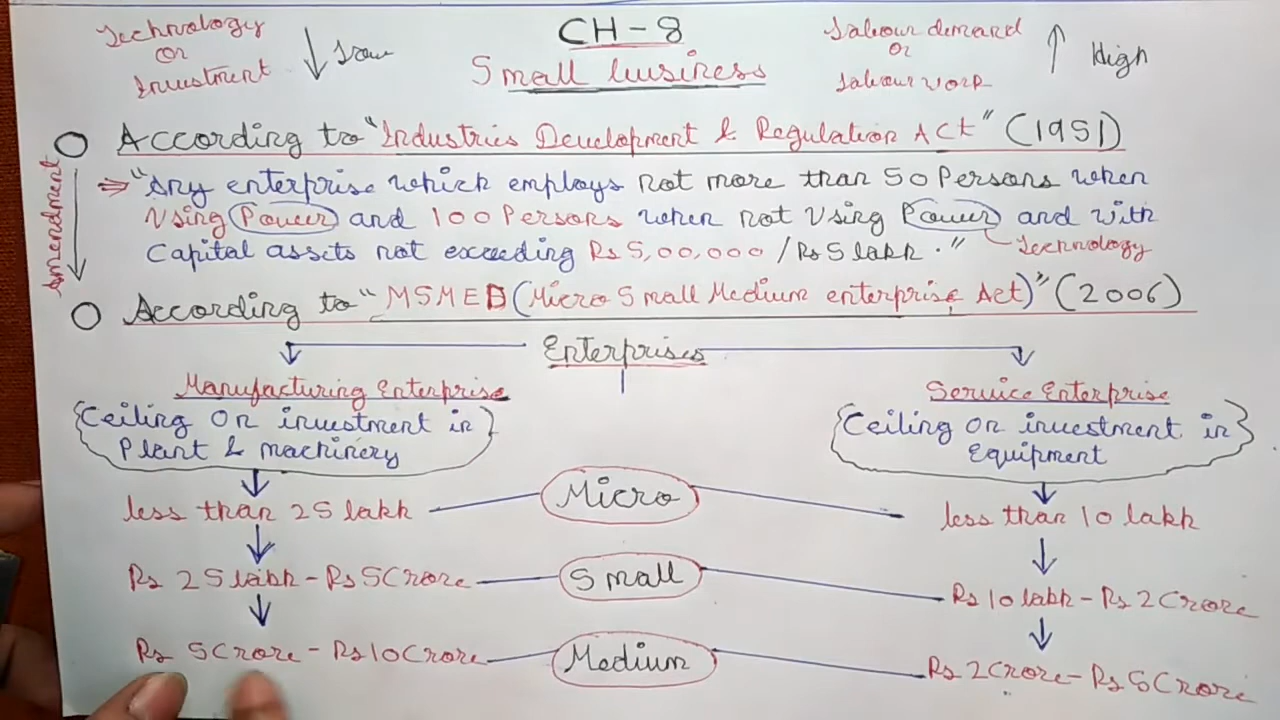 CH-8
Small business
Technology
or
Investment
Low
Labour demand
or
Labour work
High
According to "Industries Development & Regulation Act" (1951)
Amendment
"Any enterprise which employs not more than 50 Persons when
Using Power and 100 Persons when not Using Power and with
Capital assets not exceeding Rs 5,00,000 / Rs 5 lakh."
Technology
According to "MSMED (Micro Small Medium enterprise Act)" (2006)
Enterprises
Manufacturing Enterprise
Ceiling On investment in
Plant & machinery
Service Enterprise
Ceiling On investment in
Equipment
less than 25 lakh
Micro
less than 10 lakh
Rs 25 lakh - Rs 5 Crore
Small
Rs 10 lakh - Rs 2 Crore
Rs 5 Crore - Rs 10 Crore
Medium
Rs 2 Crore - Rs 5 Crore